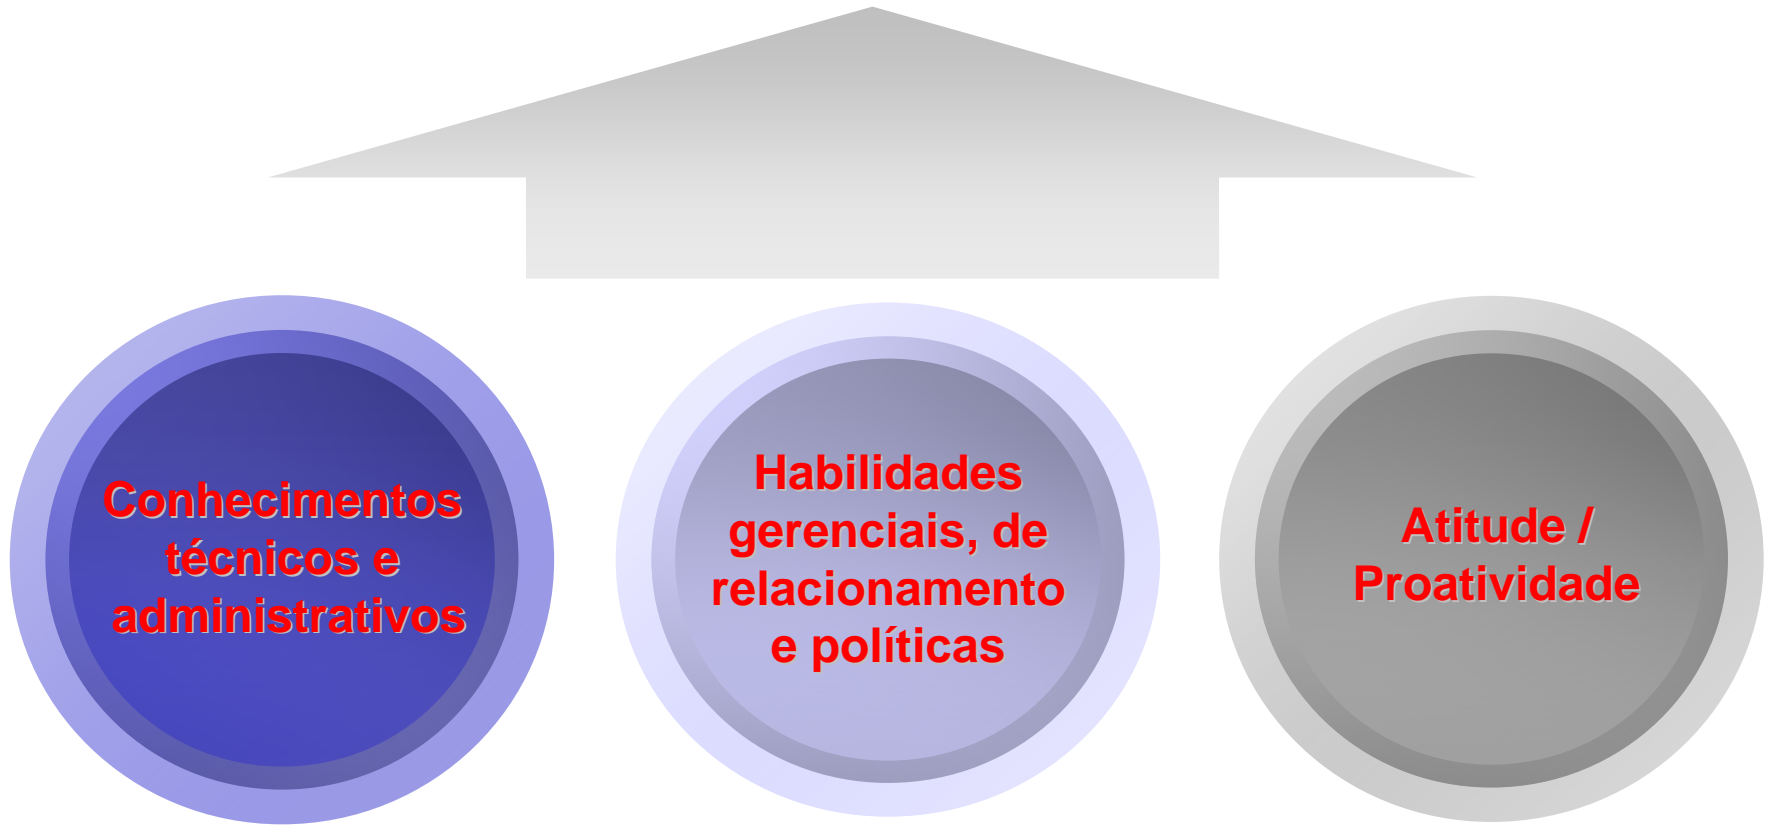 Conhecimentos
técnicos e
administrativos
Habilidades
gerenciais, de
relacionamento
e políticas
Atitude /
Proatividade